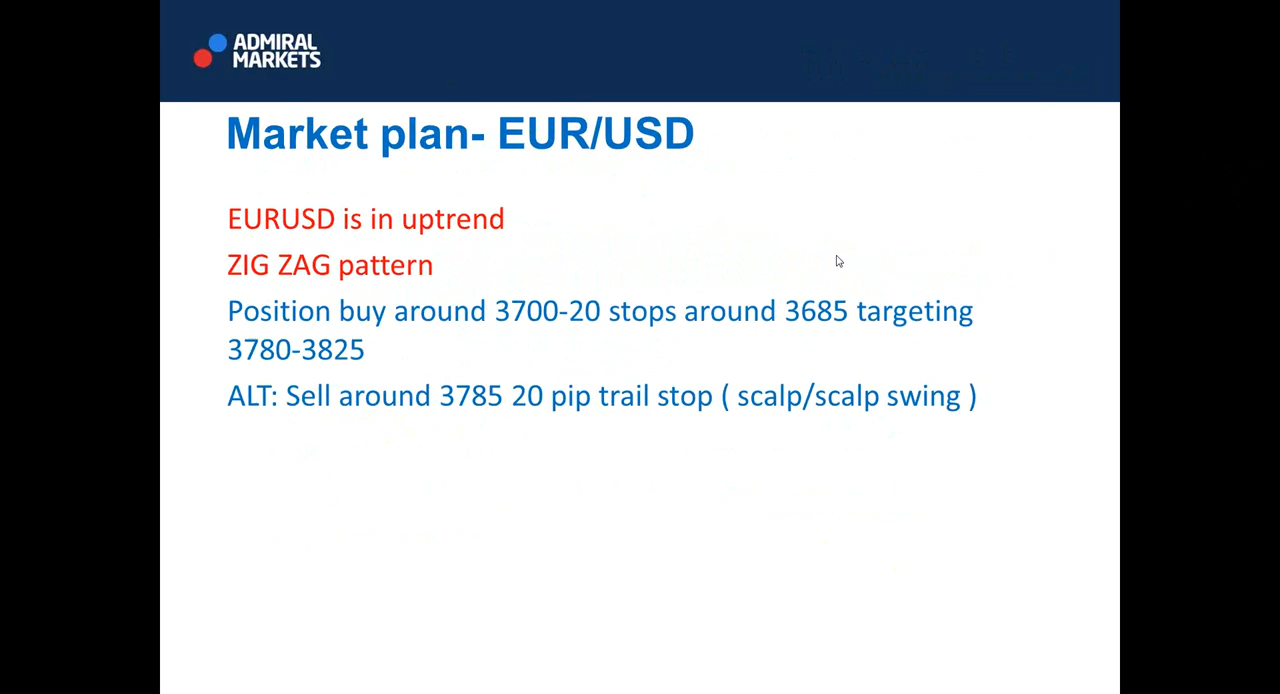 ADMIRAL
MARKETS
Market plan- EUR/USD
EURUSD is in uptrend
ZIG ZAG pattern
Position buy around 3700-20 stops around 3685 targeting
3780-3825
ALT: Sell around 3785 20 pip trail stop ( scalp/scalp swing )